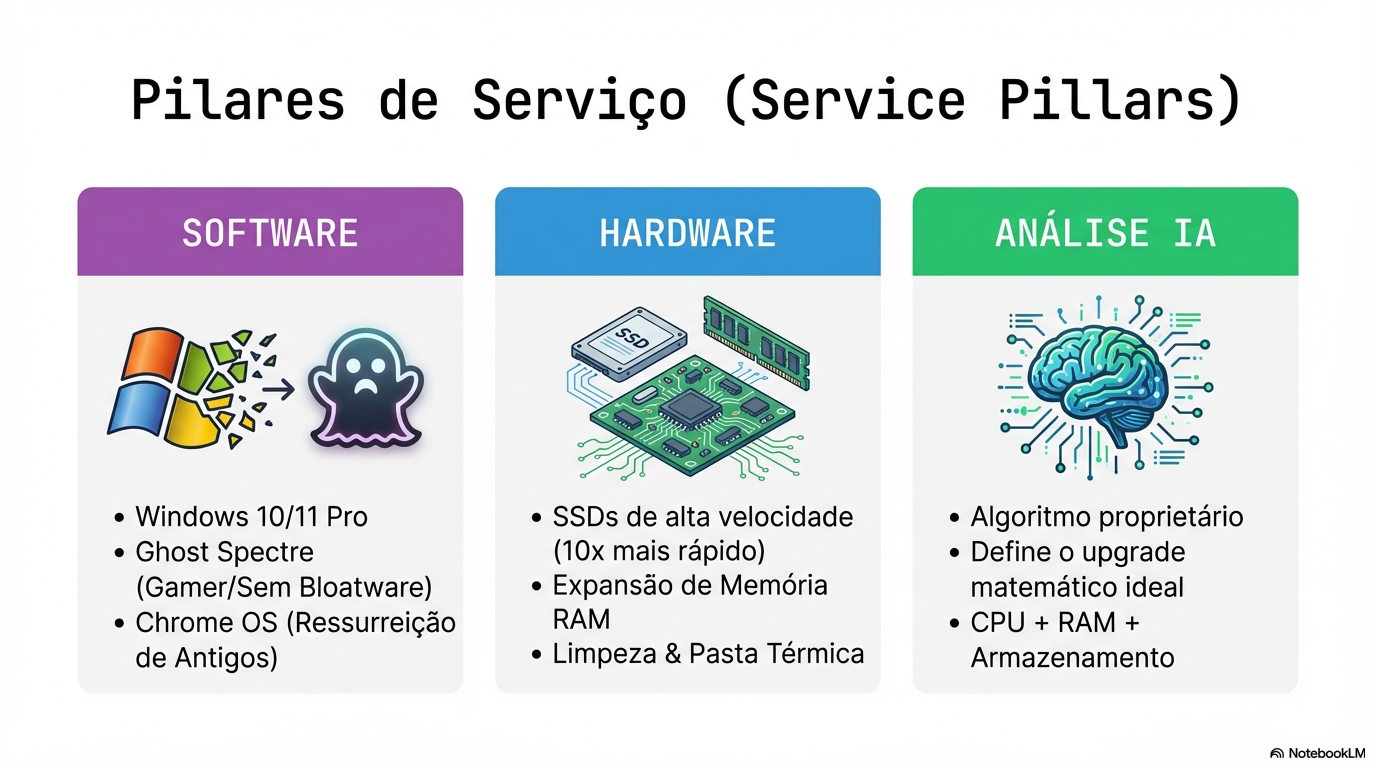 Pilares de Serviço (Service Pillars)
SOFTWARE
• Windows 10/11 Pro
• Ghost Spectre
(Gamer/Sem Bloatware)
• Chrome OS (Ressurreição
de Antigos)
HARDWARE
SSD
• SSDs de alta velocidade
(10x mais rápido)
• Expansão de Memória
RAM
• Limpeza & Pasta Térmica
ANÁLISE IA
• Algoritmo proprietário
• Define o upgrade
matemático ideal
• CPU + RAM +
Armazenamento
NotebookLM